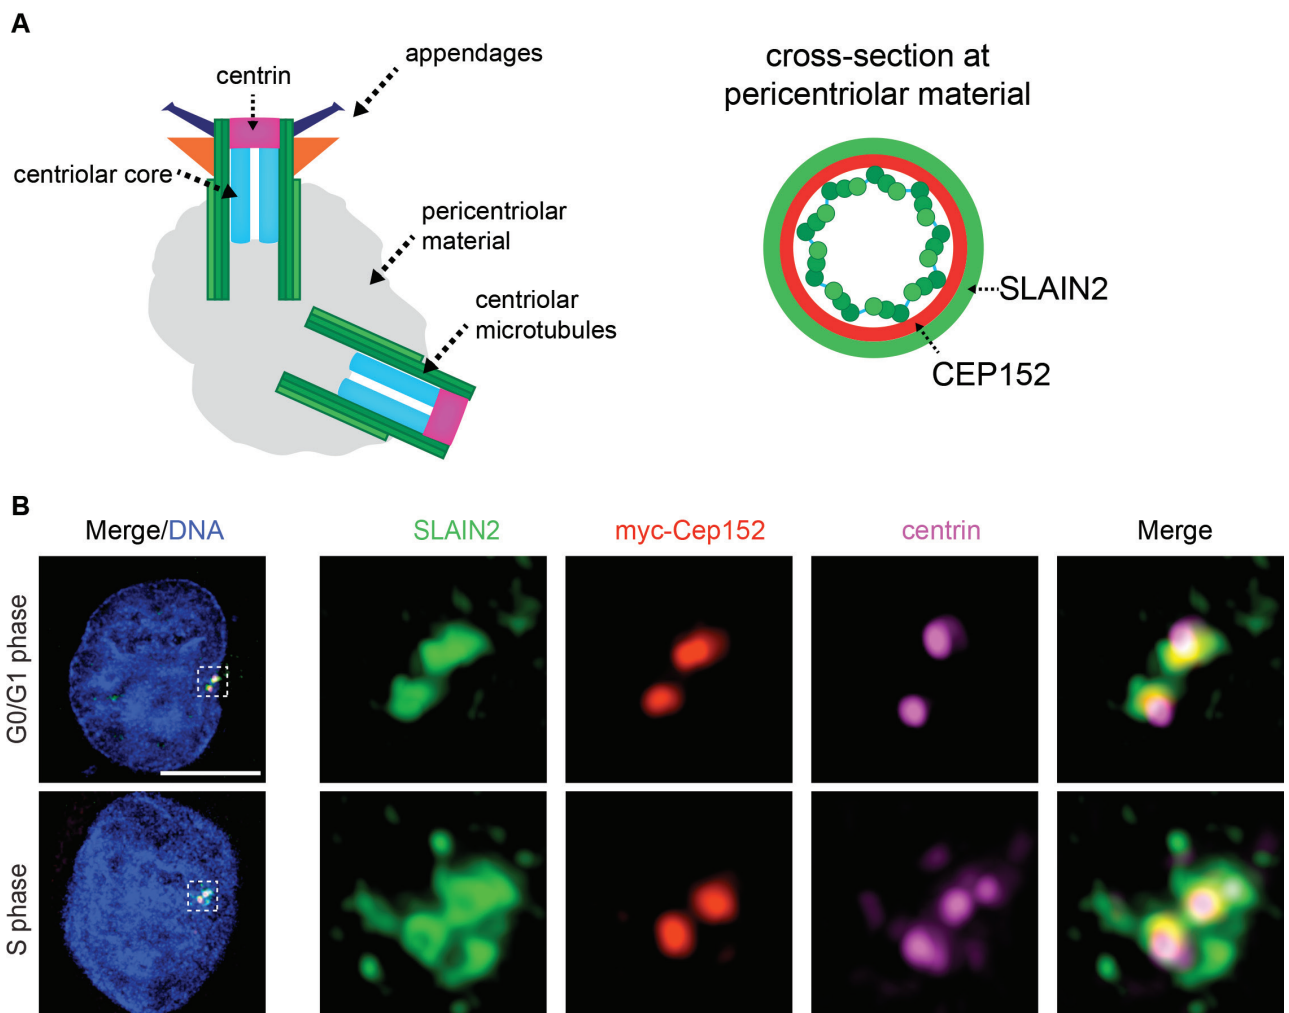 A
appendages
centrin
centriolar core
pericentriolar
material
centriolar
microtubules
cross-section at
pericentriolar material
SLAIN2
CEP152
B
Merge/DNA
SLAIN2
myc-Cep152
centrin
Merge
G0/G1 phase
S phase